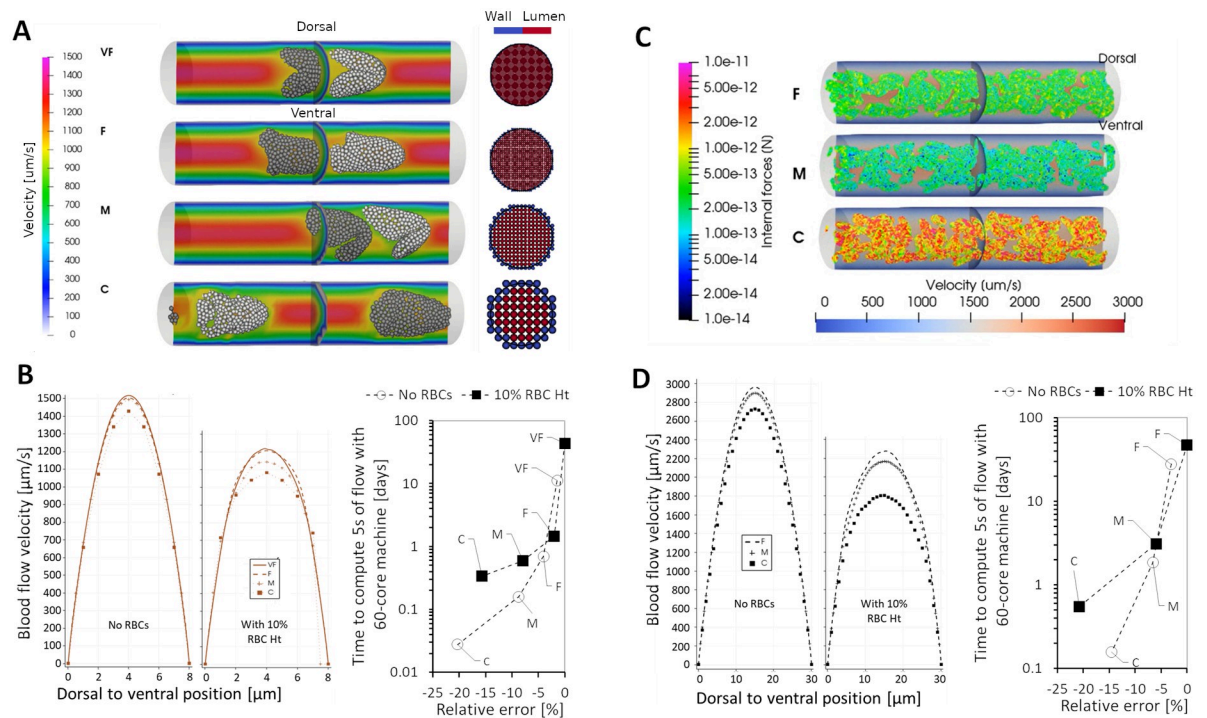 A
Dorsal
Wall Lumen
VF
Velocity [um/s]
1500
1400
1300
1200
1100
1000
900
800
700
600
500
400
300
200
100
0
Ventral
F
M
C
B
Blood flow velocity [µm/s]
1500
1400
1300
1200
1100
1000
900
800
700
600
500
400
300
200
100
0
No RBCs
0 2 4 6 8
VF
F
M
C
With 10%
RBC Ht
0 2 4 6 8
Dorsal to ventral position [µm]
No RBCs 10% RBC Ht
Time to compute 5s of flow with
60-core machine [days]
100
10
1
0.1
0.01
VF
VF
F
M
C
F
M
C
-25 -20 -15 -10 -5 0
Relative error [%]
C
Internal forces (N)
1.0e-11
5.00e-12
2.00e-12
1.00e-12
5.00e-13
2.00e-13
1.00e-13
5.00e-14
2.00e-14
1.0e-14
Dorsal
F
Ventral
M
C
Velocity (um/s)
0 500 1000 1500 2000 2500 3000
D
Blood flow velocity [µm/s]
3000
2800
2600
2400
2200
2000
1800
1600
1400
1200
1000
800
600
400
200
0
F
M
C
No RBCs
0 10 20 30
With 10%
RBC Ht
0 10 20 30
Dorsal to ventral position [µm]
No RBCs 10% RBC Ht
Time to compute 5s of flow with
60-core machine [days]
100
10
1
0.1
F
F
M
C
M
C
-25 -20 -15 -10 -5 0
Relative error [%]